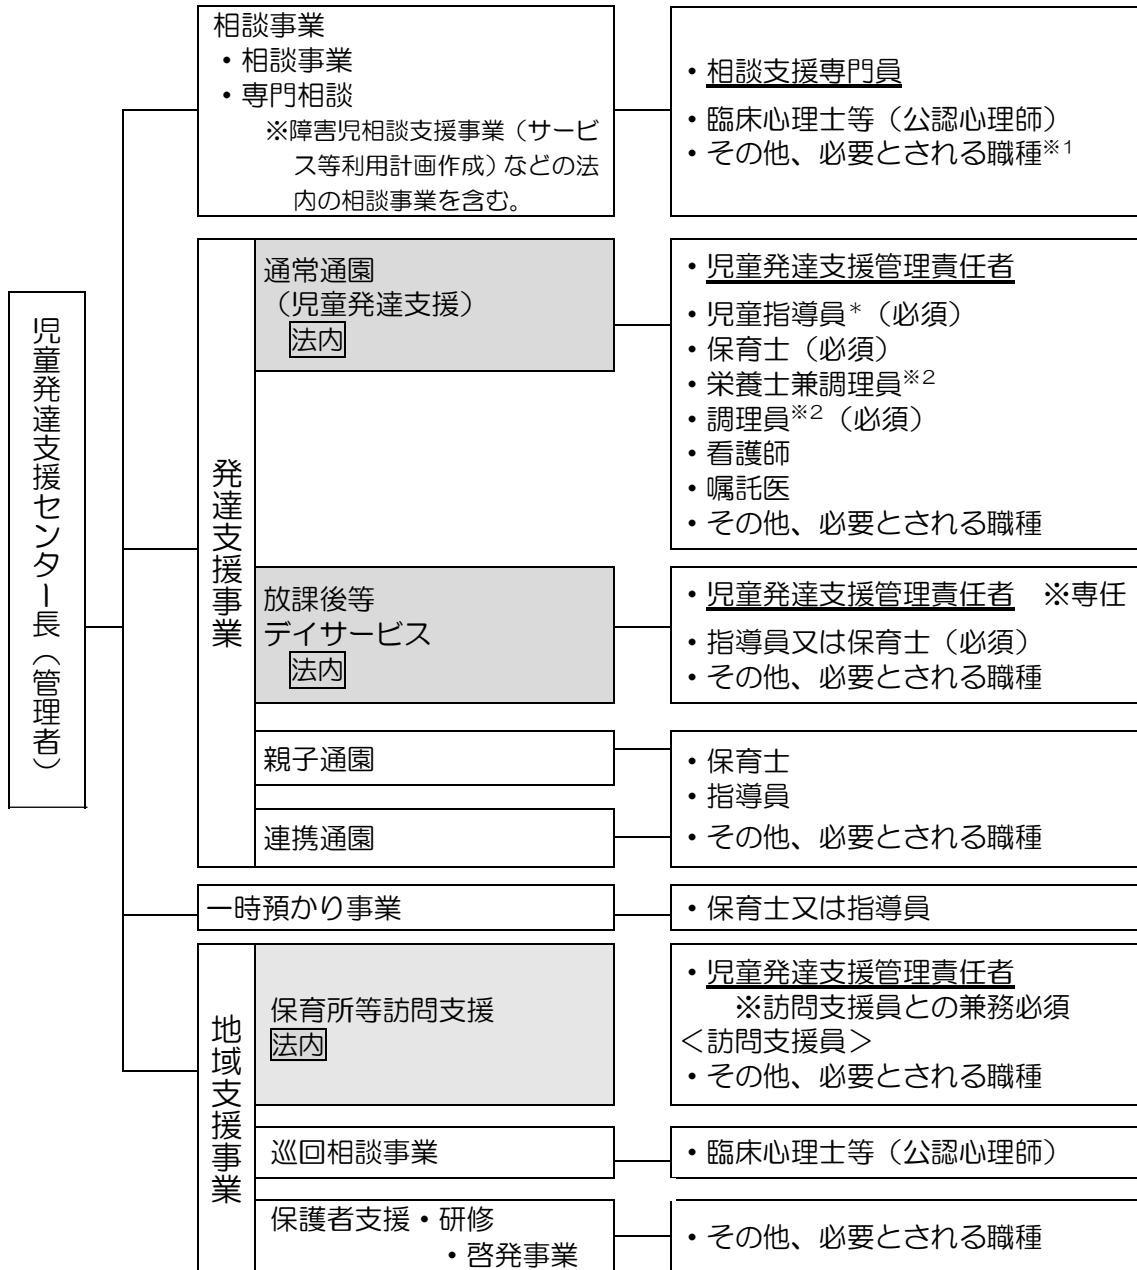 児童発達支援センター長（管理者）
相談事業
・相談事業
・専門相談
※障害児相談支援事業（サービ
ス等利用計画作成）などの法
内の相談事業を含む。
・相談支援専門員
・臨床心理士等（公認心理師）
・その他、必要とされる職種※1
発達支援事業
通常通園
（児童発達支援）
法内
・児童発達支援管理責任者
・児童指導員＊（必須）
・保育士（必須）
・栄養士兼調理員※2
・調理員※2（必須）
・看護師
・嘱託医
・その他、必要とされる職種
放課後等
デイサービス
法内
・児童発達支援管理責任者　※専任
・指導員又は保育士（必須）
・その他、必要とされる職種
親子通園
連携通園
・保育士
・指導員
・その他、必要とされる職種
一時預かり事業
・保育士又は指導員
地域支援事業
保育所等訪問支援
法内
・児童発達支援管理責任者
※訪問支援員との兼務必須
＜訪問支援員＞
・その他、必要とされる職種
巡回相談事業
・臨床心理士等（公認心理師）
保護者支援・研修
・啓発事業
・その他、必要とされる職種